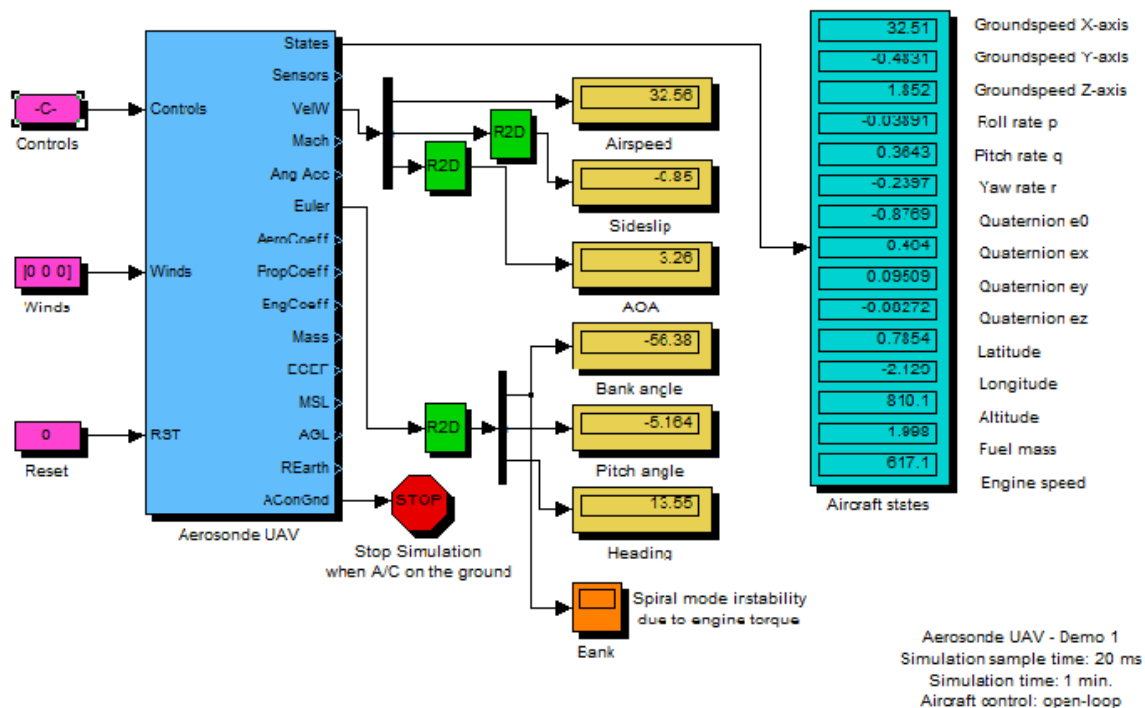 States
Sensors
VelW
Mach
Ang Acc
Euler
AeroCoeff
PropCoeff
EngCoeff
Mass
ECEF
MSL
AGL
REarth
AConGnd
Controls
Winds
RST
Aerosonde UAV
-C-
Controls
[0 0 0]
Winds
0
Reset
R2D
R2D
R2D
STOP
Stop Simulation
when A/C on the ground
32.56
Airspeed
-0.85
Sideslip
3.26
AOA
-56.38
Bank angle
-5.164
Pitch angle
13.55
Heading
Bank
Spiral mode instability
due to engine torque
32.51 Groundspeed X-axis
-0.4831 Groundspeed Y-axis
1.852 Groundspeed Z-axis
-0.03891 Roll rate p
0.3643 Pitch rate q
-0.2397 Yaw rate r
-0.8769 Quaternion e0
0.464 Quaternion ex
0.09509 Quaternion ey
-0.08272 Quaternion ez
0.7854 Latitude
-2.129 Longitude
810.1 Altitude
1.998 Fuel mass
617.1 Engine speed
Aircraft states
Aerosonde UAV - Demo 1
Simulation sample time: 20 ms
Simulation time: 1 min.
Aircraft control: open-loop